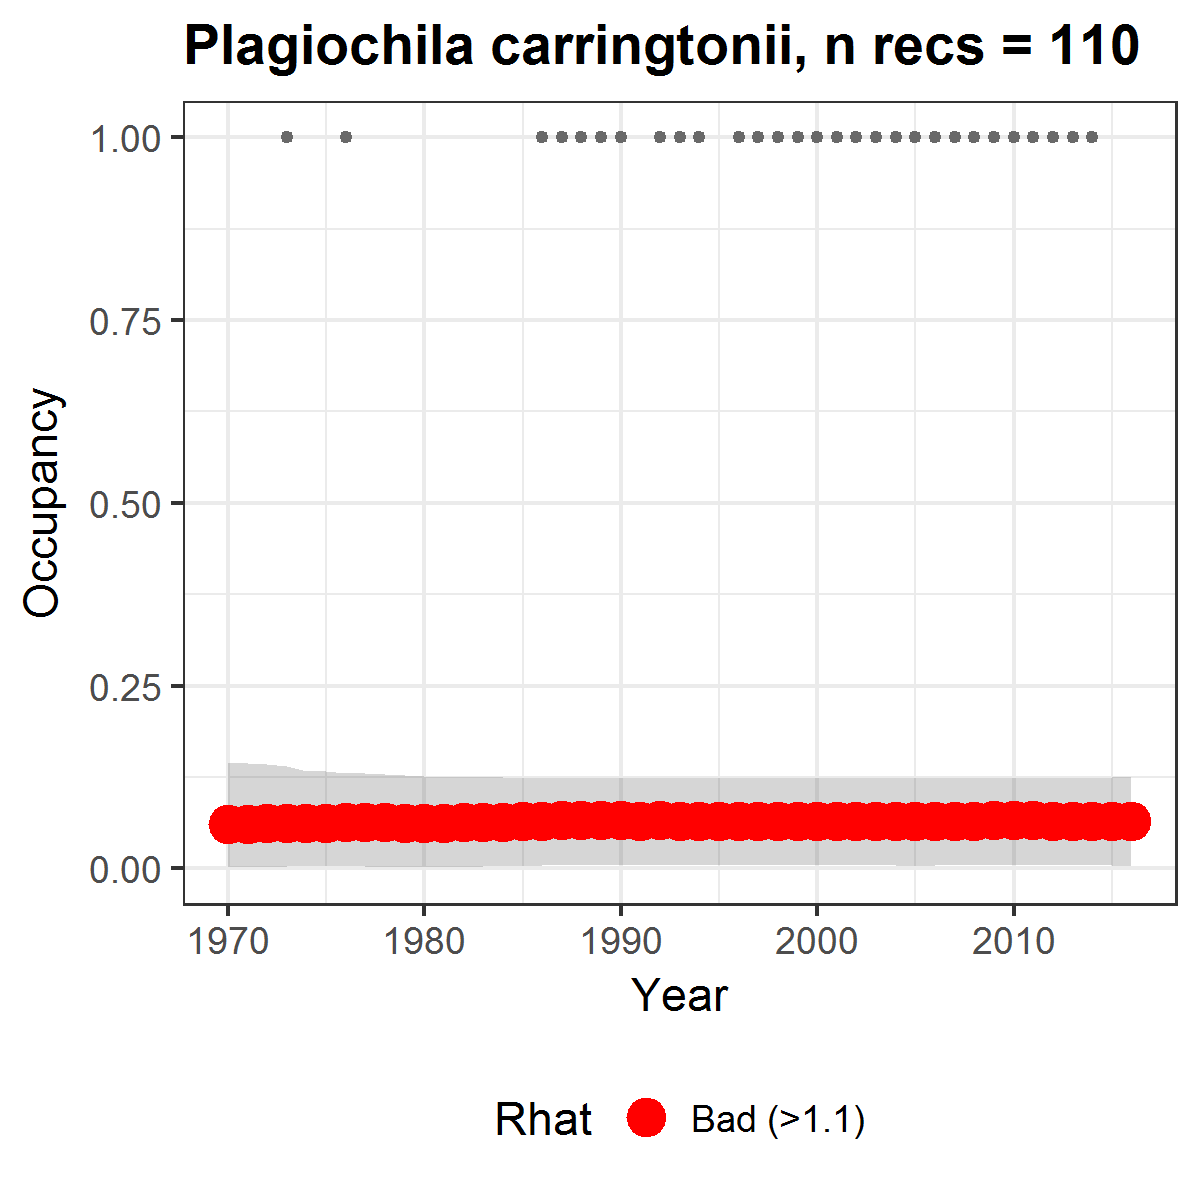 Plagiochila carringtonii, n recs = 110
1.00
0.75
0.50
0.25
0.00
Occupancy
1970 1980 1990 2000 2010
Year
Rhat Bad (>1.1)